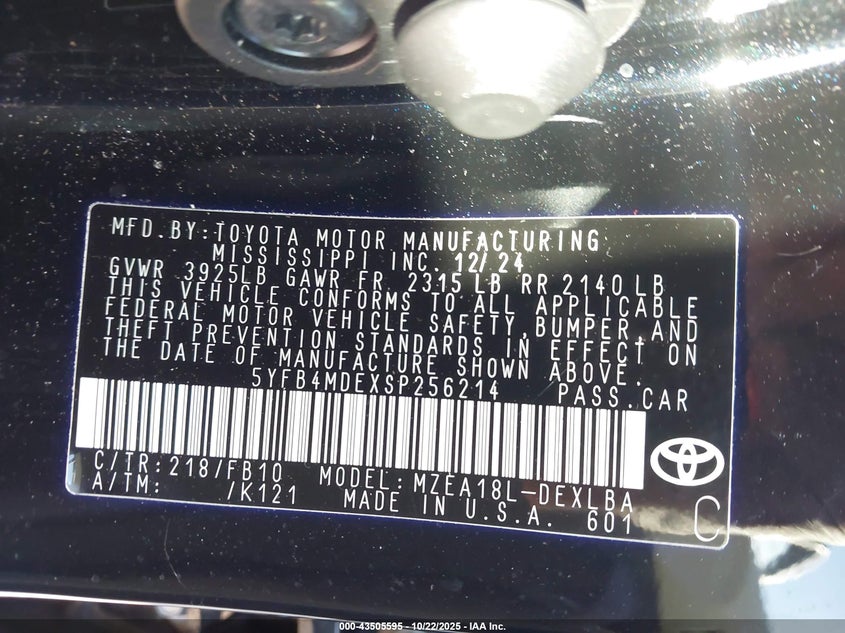 MFD.BY:TOYOTA MOTOR MANUFACTURING
MISSISSIPPI INC. 12/24
GVWR 3925LB GAWR FR 2315 LB RR 2140 LB
THIS VEHICLE CONFORMS TO ALL APPLICABLE
FEDERAL MOTOR VEHICLE SAFETY, BUMPER, AND
THEFT PREVENTION STANDARDS IN EFFECT ON
THE DATE OF MANUFACTURE SHOWN ABOVE.
5YFB4MDEXSP256214 PASS.CAR
C/TR:218/FB10 MODEL:MZEA18L-DEXLBA
A/TM: /K121 MADE IN U.S.A. 601
C
000-43505595 - 10/22/2025 - IAA Inc.